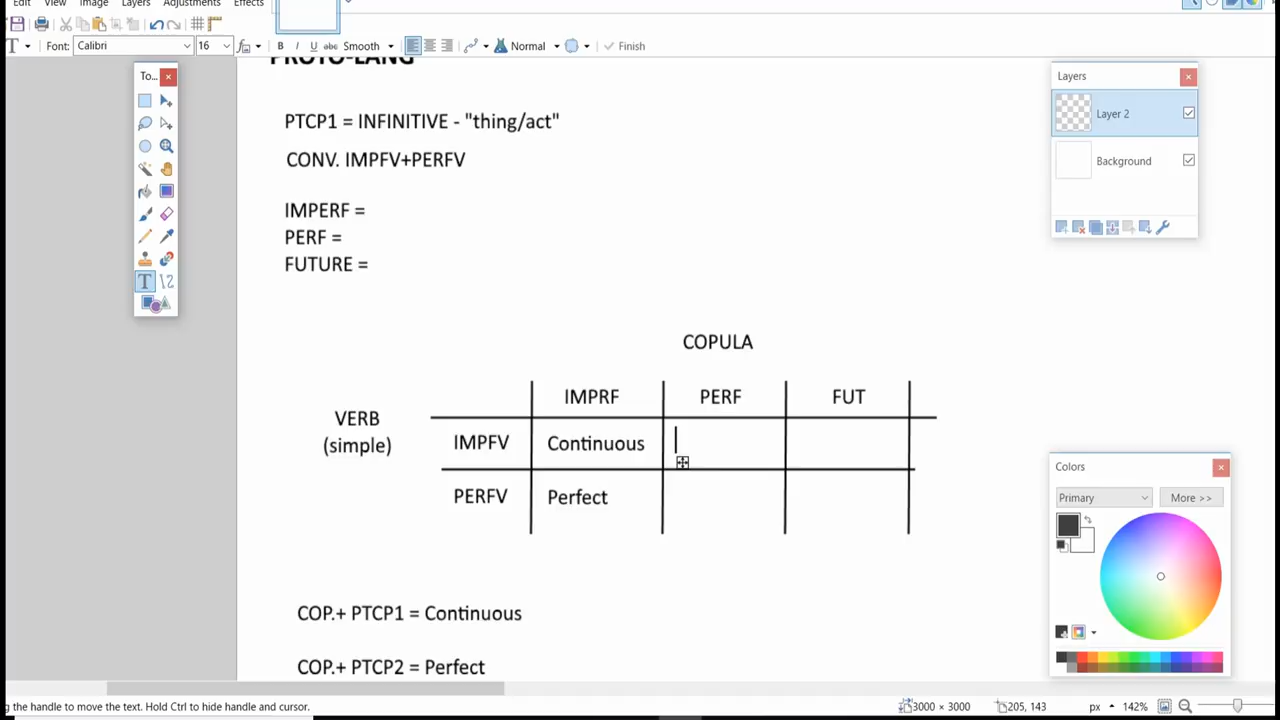 Edit View Image Layers Adjustments Effects
Font: Calibri 16 B I U abc Smooth Normal Finish
PROTO-LANG
To...
Layers
PTCP1 = INFINITIVE - "thing/act"
Layer 2
CONV. IMPFV+PERFV
Background
IMPERF =
PERF =
FUTURE =
COPULA
IMPRF PERF FUT
VERB
(simple)
IMPFV Continuous
PERFV Perfect
Colors
Primary More >>
COP.+ PTCP1 = Continuous
COP.+ PTCP2 = Perfect
g the handle to move the text. Hold Ctrl to hide handle and cursor. 3000 × 3000 205, 143 px 142%